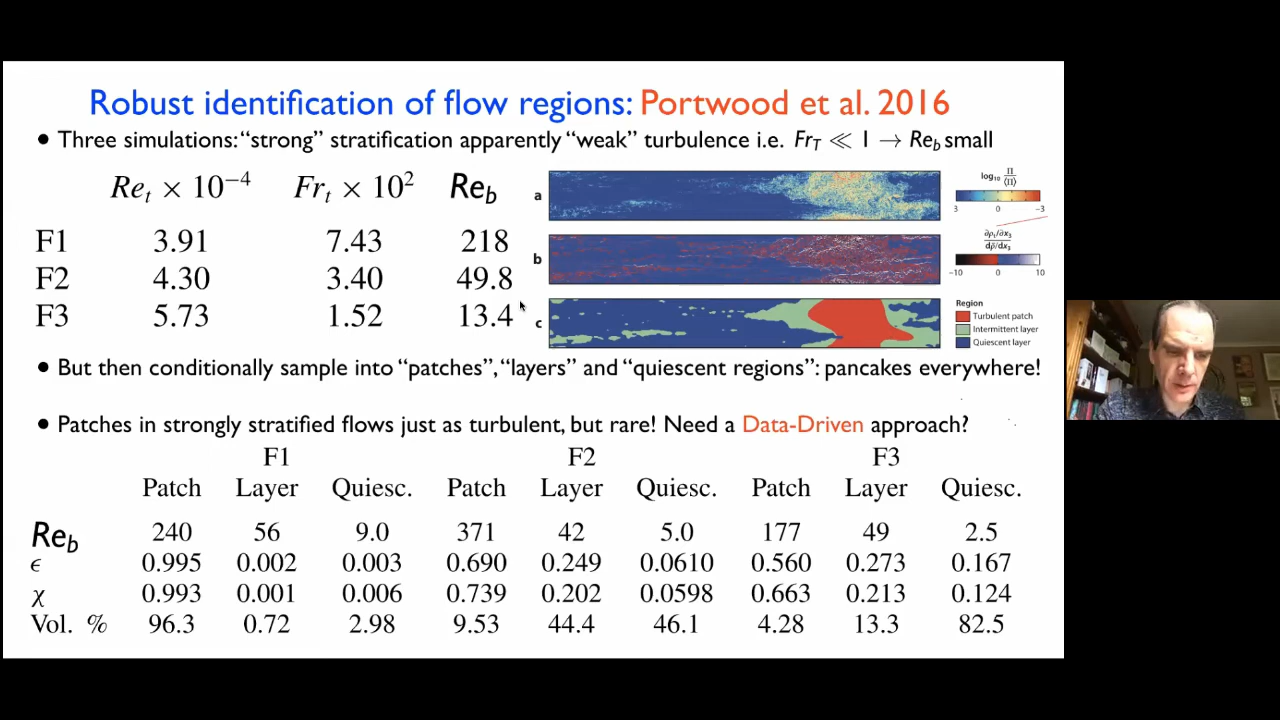 Robust identification of flow regions: Portwood et al. 2016
• Three simulations: “strong” stratification apparently “weak” turbulence i.e. Fr_T ≪ 1 → Re_b small
Re_t × 10^−4 Fr_t × 10^2 Re_b
F1 3.91 7.43 218
F2 4.30 3.40 49.8
F3 5.73 1.52 13.4
a
log₁₀ Π/⟨Π⟩
3 0 −3
b
∂ρ_t/∂x₃
dρ̄/dx₃
−10 0 10
c
Region
Turbulent patch
Intermittent layer
Quiescent layer
• But then conditionally sample into “patches”, “layers” and “quiescent regions”: pancakes everywhere!
• Patches in strongly stratified flows just as turbulent, but rare! Need a Data-Driven approach?
F1 F2 F3
Patch Layer Quiesc. Patch Layer Quiesc. Patch Layer Quiesc.
Re_b 240 56 9.0 371 42 5.0 177 49 2.5
ϵ 0.995 0.002 0.003 0.690 0.249 0.0610 0.560 0.273 0.167
χ 0.993 0.001 0.006 0.739 0.202 0.0598 0.663 0.213 0.124
Vol. % 96.3 0.72 2.98 9.53 44.4 46.1 4.28 13.3 82.5